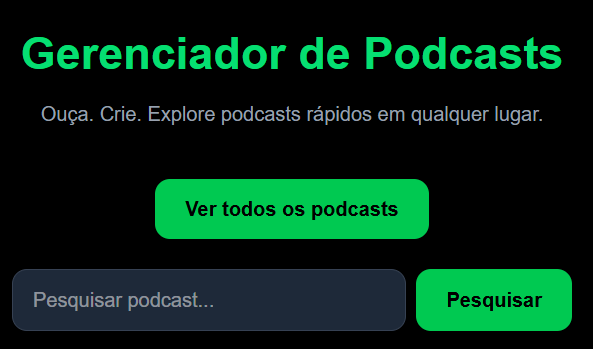 Gerenciador de Podcasts
Ouça. Crie. Explore podcasts rápidos em qualquer lugar.
Ver todos os podcasts
Pesquisar podcast...
Pesquisar